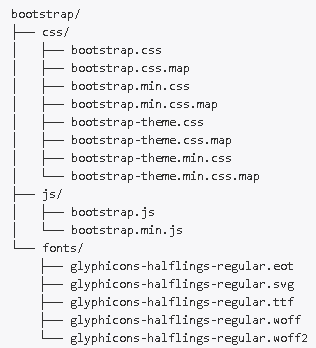 bootstrap/
├── css/
│   ├── bootstrap.css
│   ├── bootstrap.css.map
│   ├── bootstrap.min.css
│   ├── bootstrap.min.css.map
│   ├── bootstrap-theme.css
│   ├── bootstrap-theme.css.map
│   ├── bootstrap-theme.min.css
│   └── bootstrap-theme.min.css.map
├── js/
│   ├── bootstrap.js
│   └── bootstrap.min.js
└── fonts/
    ├── glyphicons-halflings-regular.eot
    ├── glyphicons-halflings-regular.svg
    ├── glyphicons-halflings-regular.ttf
    ├── glyphicons-halflings-regular.woff
    └── glyphicons-halflings-regular.woff2